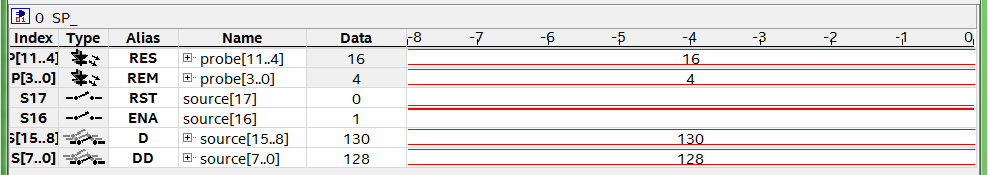 0 SP_
Index Type Alias Name Data -8 -7 -6 -5 -4 -3 -2 -1 0
P[11..4] RES probe[11..4] 16 16
P[3..0] REM probe[3..0] 4 4
S17 RST source[17] 0
S16 ENA source[16] 1
S[15..8] D source[15..8] 130 130
S[7..0] DD source[7..0] 128 128